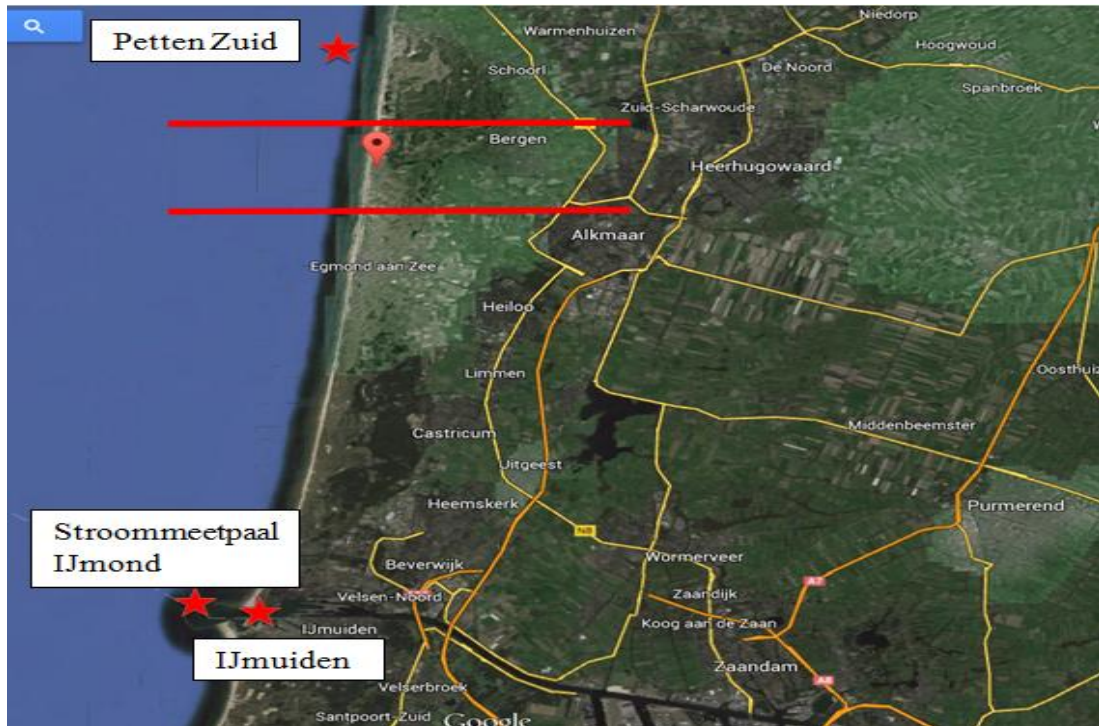 Petten Zuid
Niedorp
Warmenhuizen
Hoogwoud
Schoorl
De Noord
Spanbroek
Zuid-Scharwoude
Bergen
Heerhugowaard
Alkmaar
Egmond aan Zee
Heiloo
Limmen
Oosthuiz
Castricum
Middenbeemster
Uitgeest
Heemskerk
Purmerend
Stroommeetpaal
IJmond
Beverwijk
Wormerveer
A7
Velsen-Noord
Zaandijk
IJmuiden
Koog aan de Zaan
IJmuiden
Zaandam
A8
Velserbroek
Santpoort-Zuid
Google